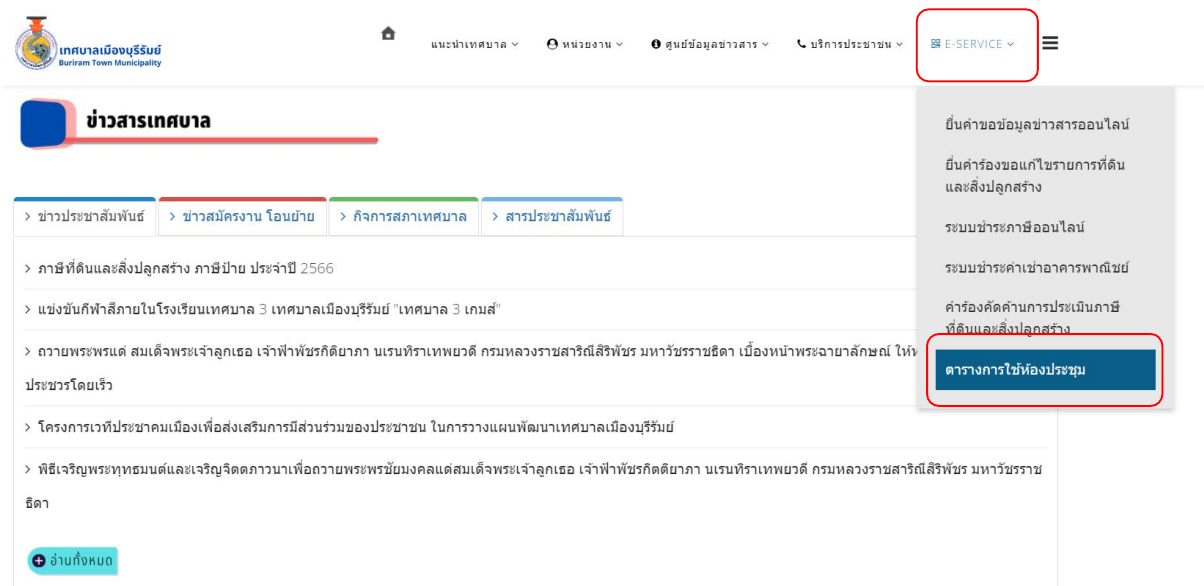 เทศบาลเมืองบุรีรัมย์
Buriram Town Municipality
แนะนำเทศบาล
หน่วยงาน
ศูนย์ข้อมูลข่าวสาร
บริการประชาชน
E-SERVICE
ข่าวสารเทศบาล
ยื่นคำขอข้อมูลข่าวสารออนไลน์
ยื่นคำร้องขอแก้ไขรายการที่ดิน
และสิ่งปลูกสร้าง
ระบบชำระภาษีออนไลน์
ระบบชำระค่าเช่าอาคารพาณิชย์
คำร้องคัดค้านการประเมินภาษี
ที่ดินและสิ่งปลูกสร้าง
ตารางการใช้ห้องประชุม
> ข่าวประชาสัมพันธ์ > ข่าวสมัครงาน โอนย้าย > กิจการสภาเทศบาล > สารประชาสัมพันธ์
> ภาษีที่ดินและสิ่งปลูกสร้าง ภาษีป้าย ประจำปี 2566
> แข่งขันกีฬาสีภายในโรงเรียนเทศบาล 3 เทศบาลเมืองบุรีรัมย์ "เทศบาล 3 เกมส์"
> ถวายพระพรแด่ สมเด็จพระเจ้าลูกเธอ เจ้าฟ้าพัชรกิติยาภา นเรนทิราเทพยวดี กรมหลวงราชสาริณีสิริพัชร มหาวัชรราชธิดา เนื่องหน้าพระฉายาลักษณ์
ประชวรโดยเร็ว
> โครงการเวทีประชาคมเมืองเพื่อส่งเสริมการมีส่วนร่วมของประชาชน ในการวางแผนพัฒนาเทศบาลเมืองบุรีรัมย์
> พิธีเจริญพระพุทธมนต์และเจริญจิตตภาวนาเพื่อถวายพระพรชัยมงคลแด่สมเด็จพระเจ้าลูกเธอ เจ้าฟ้าพัชรกิตติยาภา นเรนทิราเทพยวดี กรมหลวงราชสาริณีสิริพัชร มหาวัชรราช
ธิดา
อ่านทั้งหมด